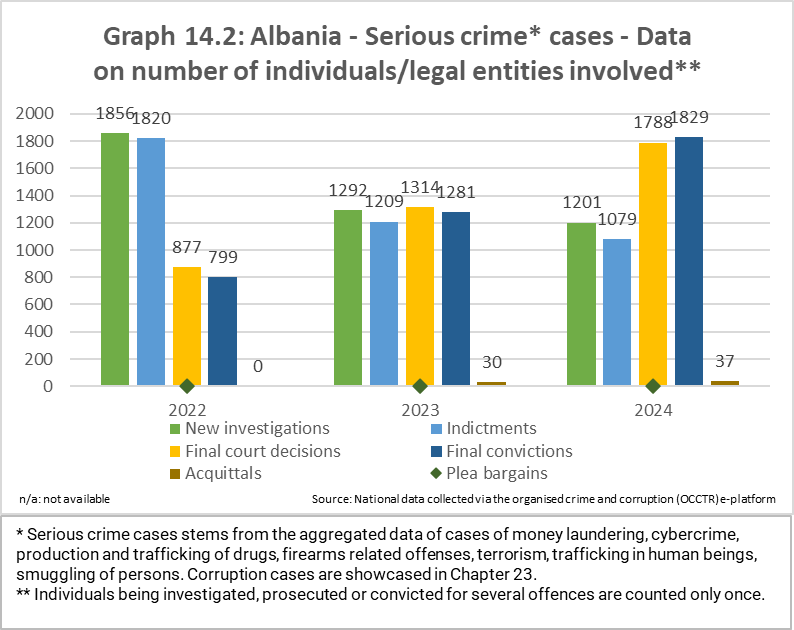 Graph 14.2: Albania - Serious crime* cases - Data
on number of individuals/legal entities involved**
2000
1800
1600
1400
1200
1000
800
600
400
200
0
1856
1820
877
799
0
1292
1209
1314
1281
30
1201
1079
1788
1829
37
2022 2023 2024
New investigations Indictments
Final court decisions Final convictions
Acquittals Plea bargains
n/a: not available Source: National data collected via the organised crime and corruption (OCCTR) e-platform
* Serious crime cases stems from the aggregated data of cases of money laundering, cybercrime,
production and trafficking of drugs, firearms related offenses, terrorism, trafficking in human beings,
smuggling of persons. Corruption cases are showcased in Chapter 23.
** Individuals being investigated, prosecuted or convicted for several offences are counted only once.